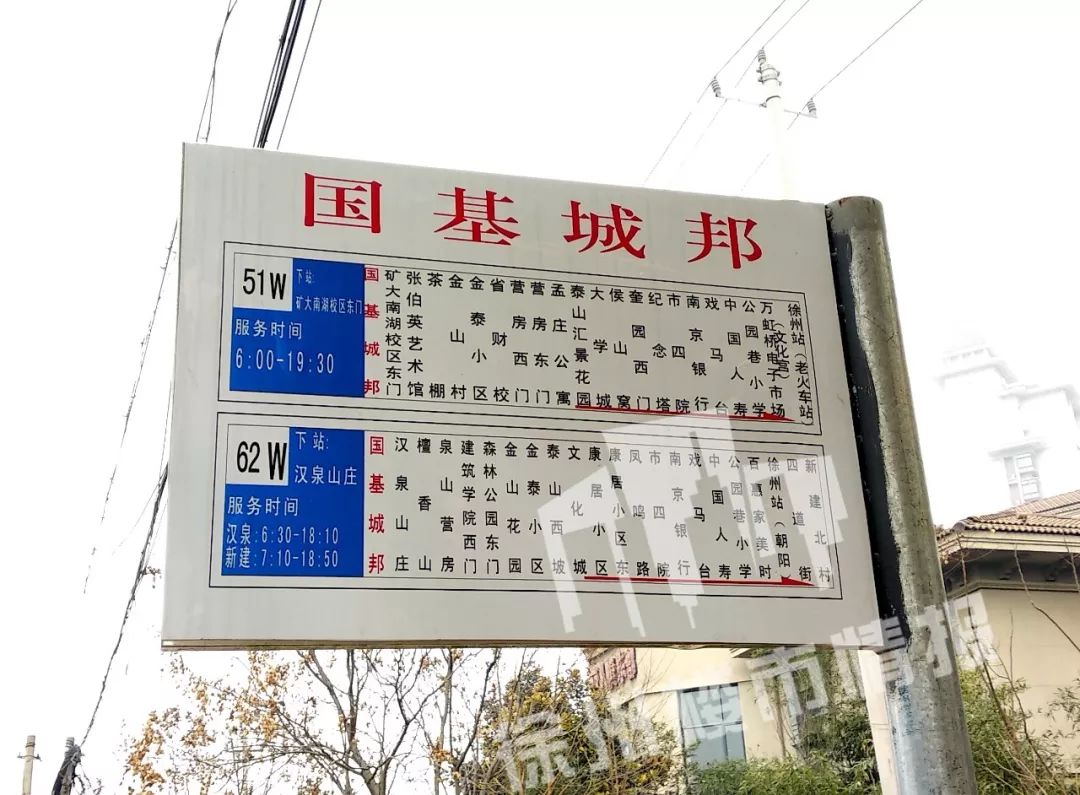 国基城邦
51W
下站:
矿大南湖校区东门
服务时间
6:00-19:30
国基城邦
矿大南湖校区东门
张伯英艺术馆
茶棚
金山村
金泰小区
省财校
营房西门
营房东门
孟庄公寓
泰山汇景花园
大学城
侯山窝
奎园西门
纪念塔
市四院
南京银行
戏马台
中国人寿
公园巷小学
万虹桥电子市场(文化宫)
徐州站(老火车站)
62W
下站:
汉泉山庄
服务时间
汉泉:6:30-18:10
新建:7:10-18:50
国基城邦
汉泉山庄
檀香山
泉山营房
建筑学院西门
森林公园东门
金山花园
金泰小区
泰山西坡
文化城
康居小区
康居小区东
凤鸣路
市四院
南京银行
戏马台
中国人寿
公园巷小学
百惠家美时
徐州站(朝阳)
四道街
新建北村
徐州楼市情报